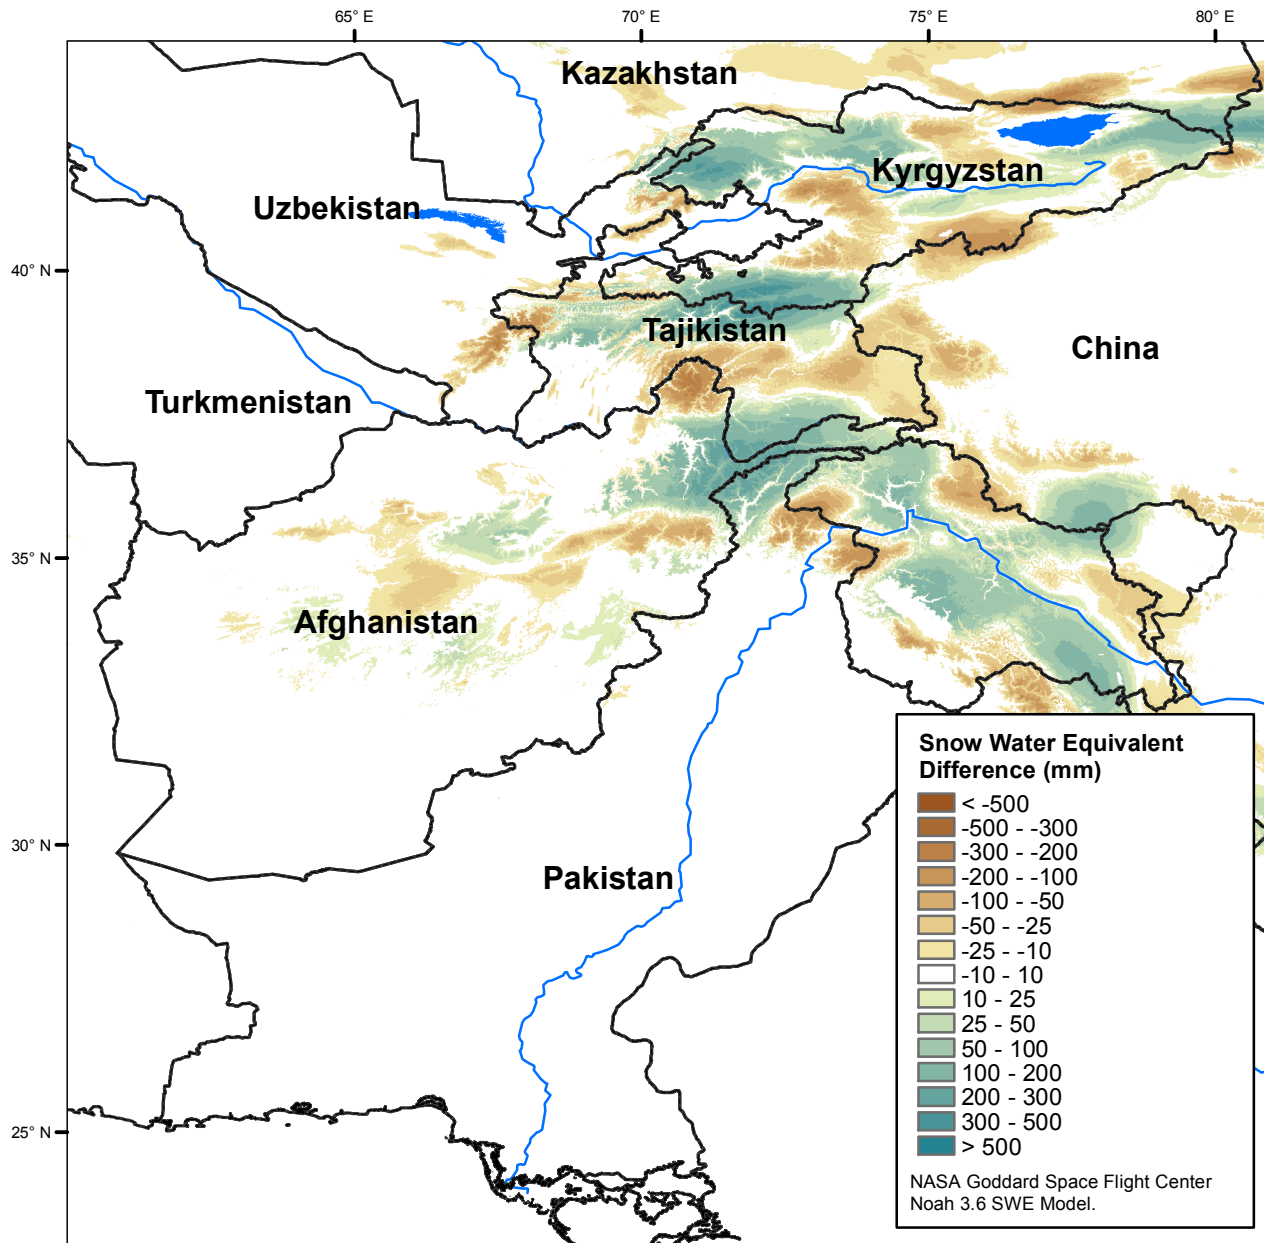 65° E
70° E
75° E
80° E
Kazakhstan
Kyrgyzstan
Uzbekistan
40° N
Tajikistan
China
Turkmenistan
35° N
Afghanistan
30° N
Pakistan
25° N
Snow Water Equivalent
Difference (mm)
< -500
-500 - -300
-300 - -200
-200 - -100
-100 - -50
-50 - -25
-25 - -10
-10 - 10
10 - 25
25 - 50
50 - 100
100 - 200
200 - 300
300 - 500
> 500
NASA Goddard Space Flight Center
Noah 3.6 SWE Model.